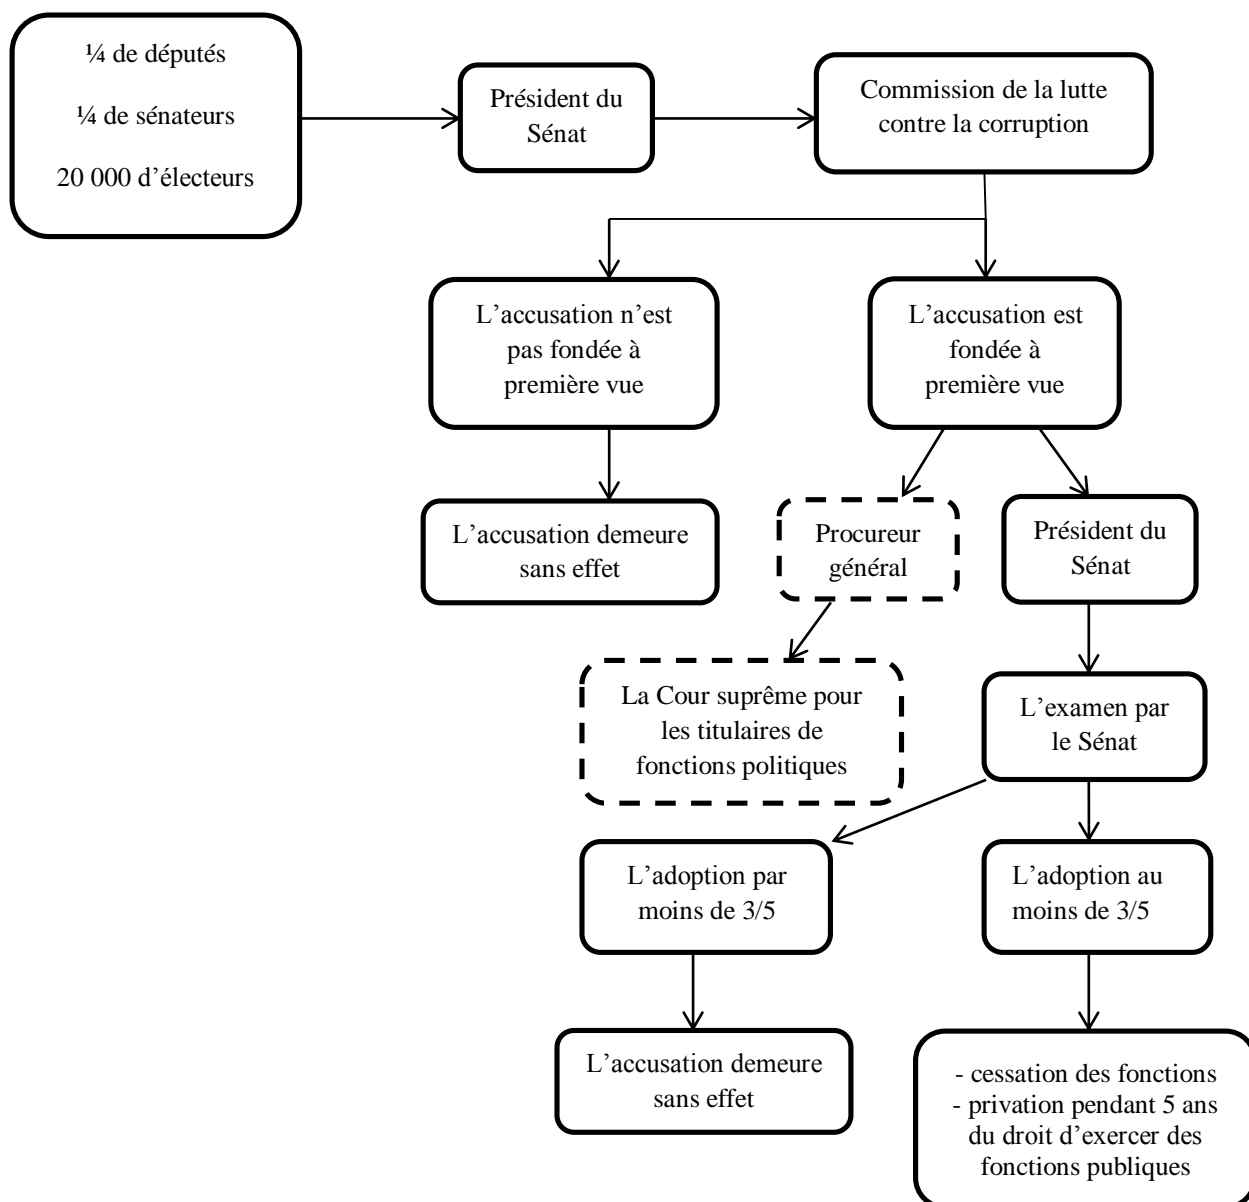 ¼ de députés
¼ de sénateurs
20 000 d’électeurs
Président du
Sénat
Commission de la lutte
contre la corruption
L’accusation n’est
pas fondée à
première vue
L’accusation est
fondée à
première vue
L’accusation demeure
sans effet
Procureur
général
Président du
Sénat
La Cour suprême pour
les titulaires de
fonctions politiques
L’examen par
le Sénat
L’adoption par
moins de 3/5
L’adoption au
moins de 3/5
L’accusation demeure
sans effet
- cessation des fonctions
- privation pendant 5 ans
du droit d’exercer des
fonctions publiques